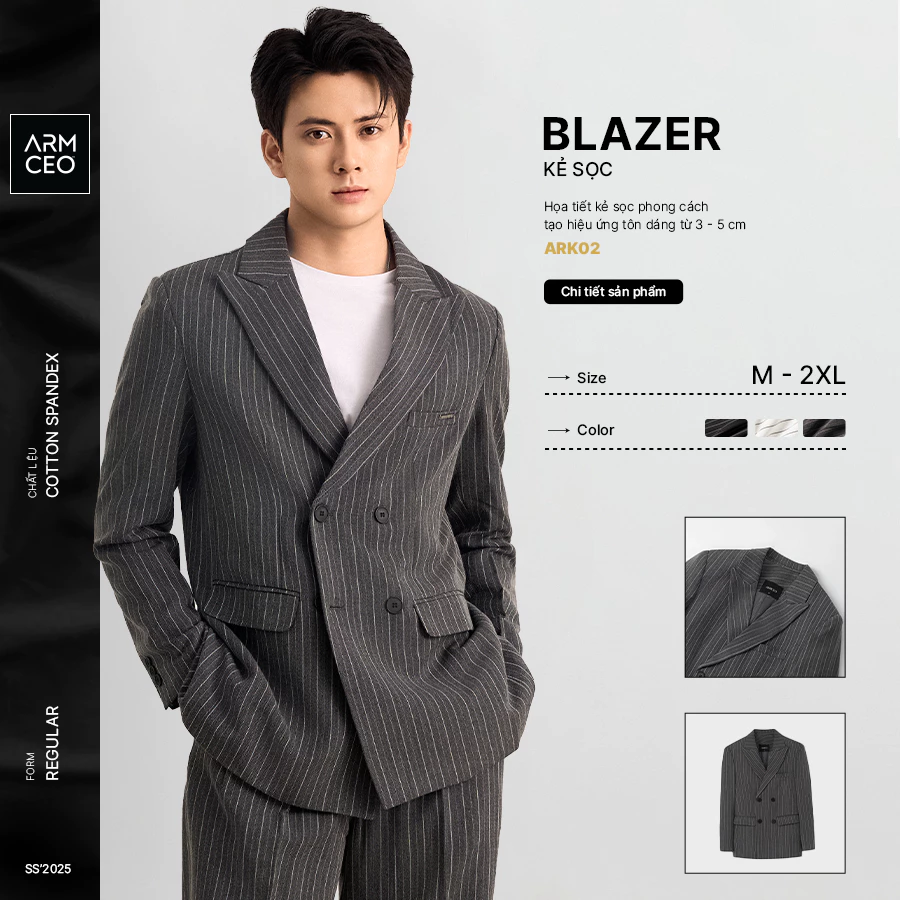 ARM
CEO
CHẤT LIỆU
COTTON SPANDEX
FORM
REGULAR
SS'2025
BLAZER
KẺ SỌC
Họa tiết kẻ sọc phong cách
tạo hiệu ứng tôn dáng từ 3 - 5 cm
ARK02
Chi tiết sản phẩm
Size
M - 2XL
Color